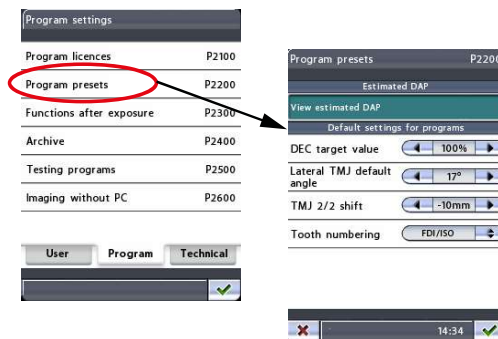 Program settings
Program licences P2100
Program presets P2200
Functions after exposure P2300
Archive P2400
Testing programs P2500
Imaging without PC P2600
User Program Technical
Program presets P2200
Estimated DAP
View estimated DAP
Default settings for programs
DEC target value 100%
Lateral TMJ default angle 17°
TMJ 2/2 shift -10mm
Tooth numbering FDI/ISO
14:34